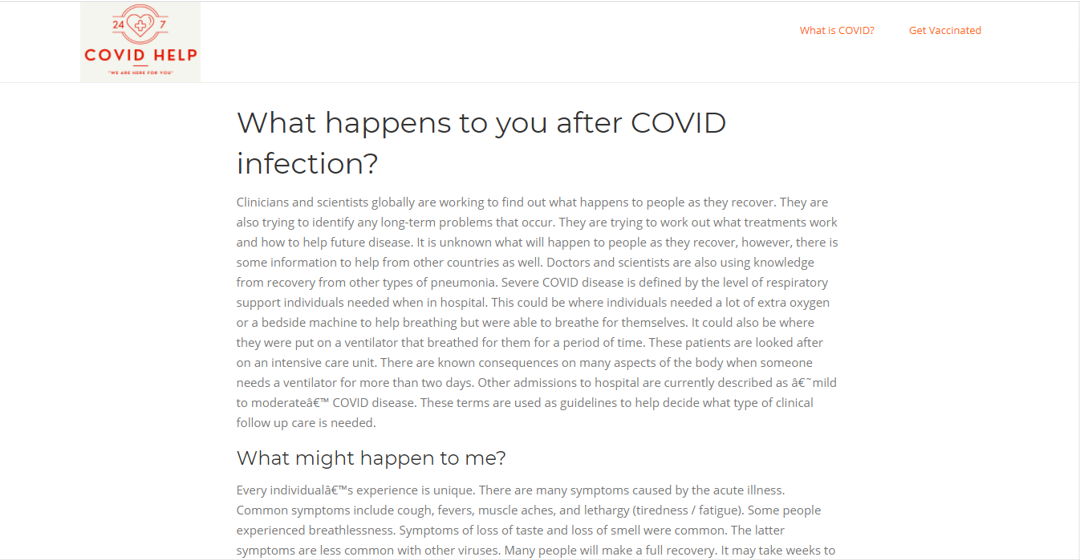 24 7
COVID HELP
"WE ARE HERE FOR YOU"
What is COVID? Get Vaccinated
What happens to you after COVID
infection?
Clinicians and scientists globally are working to find out what happens to people as they recover. They are
also trying to identify any long-term problems that occur. They are trying to work out what treatments work
and how to help future disease. It is unknown what will happen to people as they recover, however, there is
some information to help from other countries as well. Doctors and scientists are also using knowledge
from recovery from other types of pneumonia. Severe COVID disease is defined by the level of respiratory
support individuals needed when in hospital. This could be where individuals needed a lot of extra oxygen
or a bedside machine to help breathing but were able to breathe for themselves. It could also be where
they were put on a ventilator that breathed for them for a period of time. These patients are looked after
on an intensive care unit. There are known consequences on many aspects of the body when someone
needs a ventilator for more than two days. Other admissions to hospital are currently described as â€˜mild
to moderateâ€™ COVID disease. These terms are used as guidelines to help decide what type of clinical
follow up care is needed.
What might happen to me?
Every individualâ€™s experience is unique. There are many symptoms caused by the acute illness.
Common symptoms include cough, fevers, muscle aches, and lethargy (tiredness / fatigue). Some people
experienced breathlessness. Symptoms of loss of taste and loss of smell were common. The latter
symptoms are less common with other viruses. Many people will make a full recovery. It may take weeks to